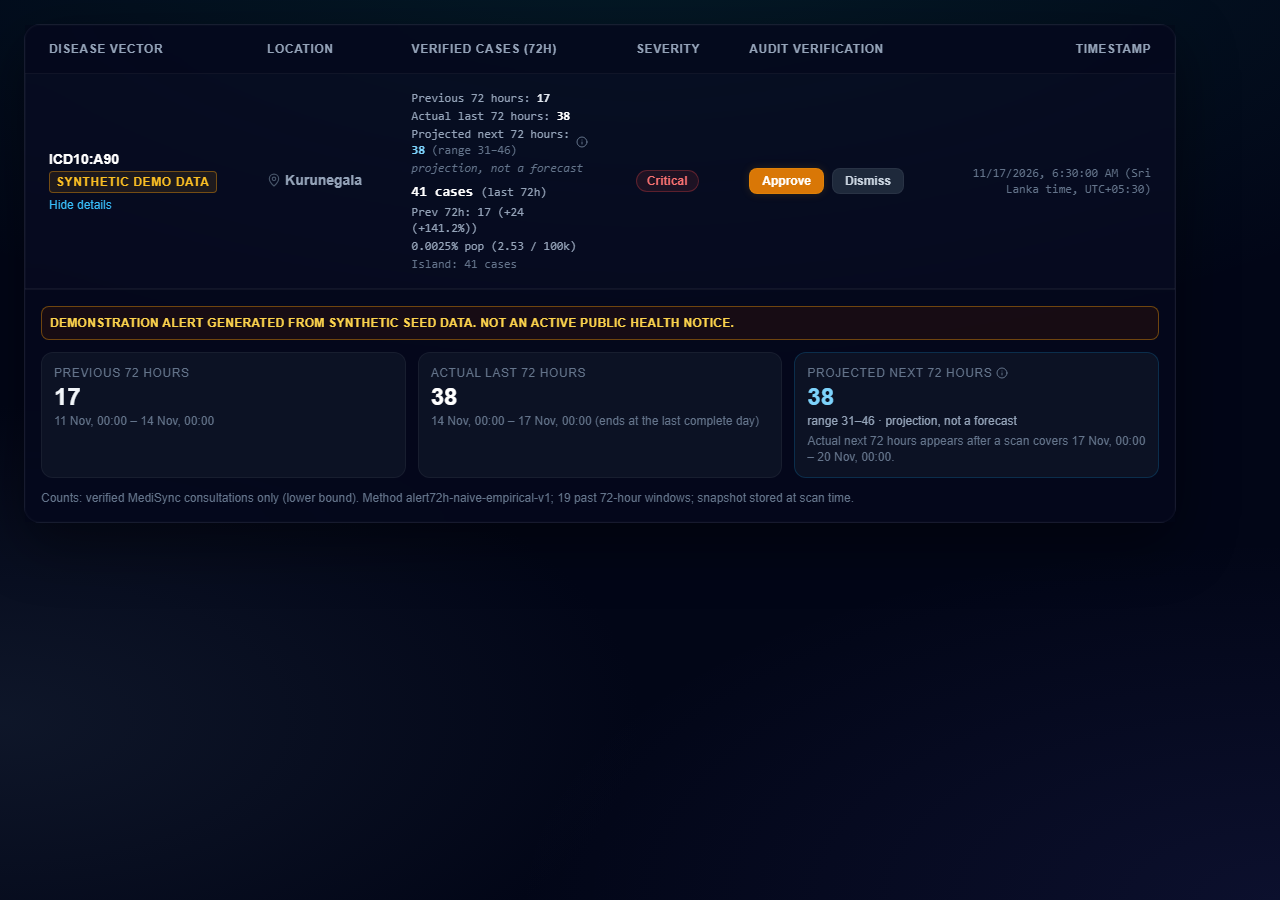 DISEASE VECTOR LOCATION VERIFIED CASES (72H) SEVERITY AUDIT VERIFICATION TIMESTAMP
ICD10:A90
SYNTHETIC DEMO DATA
Hide details
Kurunegala
Previous 72 hours: 17
Actual last 72 hours: 38
Projected next 72 hours:
38 (range 31–46)
projection, not a forecast
41 cases (last 72h)
Prev 72h: 17 (+24
(+141.2%))
0.0025% pop (2.53 / 100k)
Island: 41 cases
Critical
Approve Dismiss
11/17/2026, 6:30:00 AM (Sri
Lanka time, UTC+05:30)
DEMONSTRATION ALERT GENERATED FROM SYNTHETIC SEED DATA. NOT AN ACTIVE PUBLIC HEALTH NOTICE.
PREVIOUS 72 HOURS
17
11 Nov, 00:00 – 14 Nov, 00:00
ACTUAL LAST 72 HOURS
38
14 Nov, 00:00 – 17 Nov, 00:00 (ends at the last complete day)
PROJECTED NEXT 72 HOURS
38
range 31–46 · projection, not a forecast
Actual next 72 hours appears after a scan covers 17 Nov, 00:00
– 20 Nov, 00:00.
Counts: verified MediSync consultations only (lower bound). Method alert72h-naive-empirical-v1; 19 past 72-hour windows; snapshot stored at scan time.